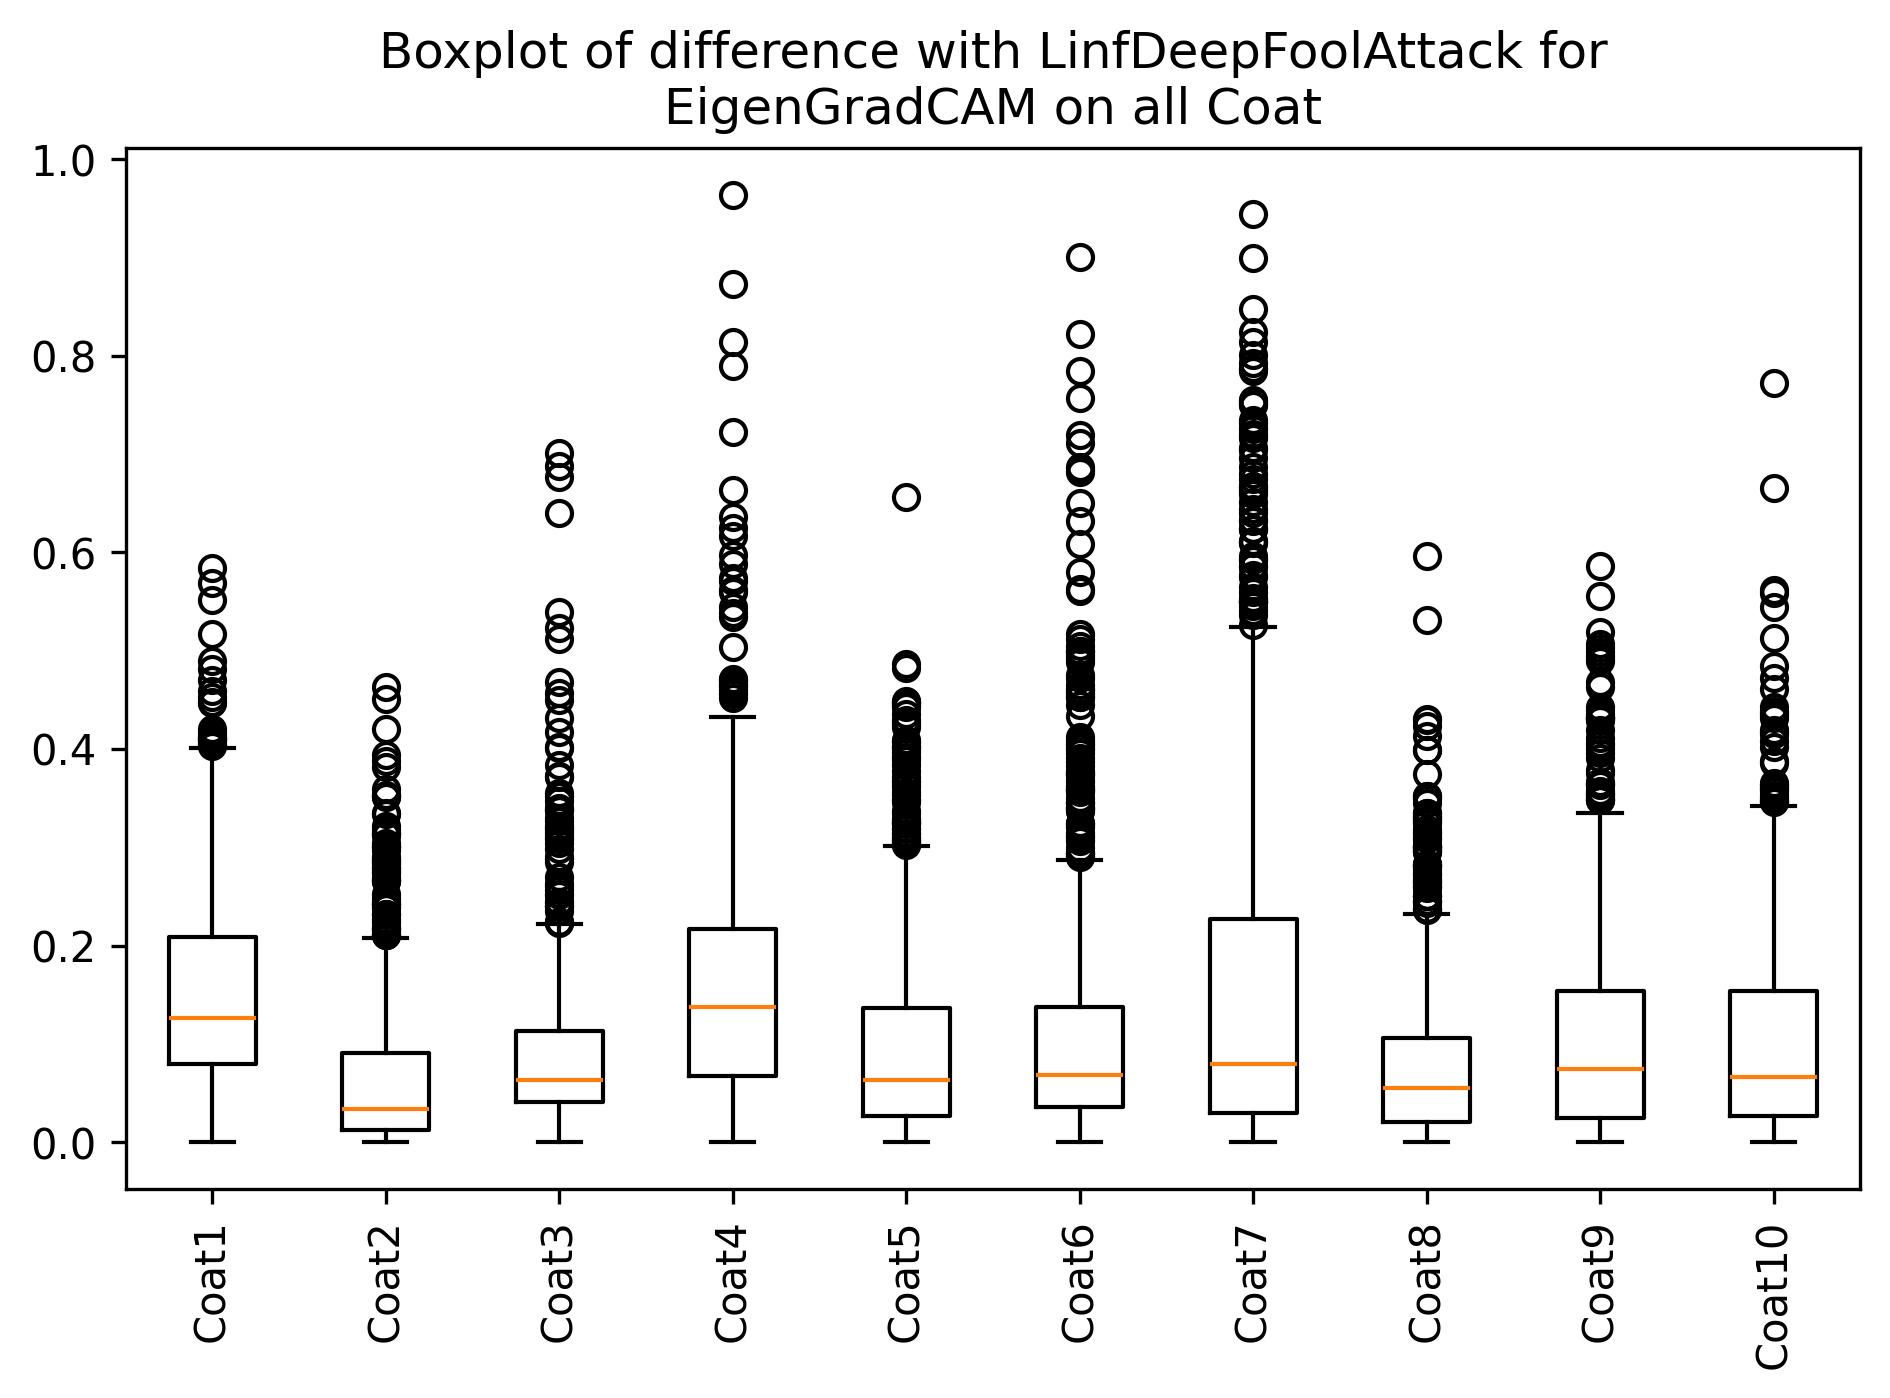 Boxplot of difference with LinfDeepFoolAttack for
EigenGradCAM on all Coat
1.0
0.8
0.6
0.4
0.2
0.0
Coat1
Coat2
Coat3
Coat4
Coat5
Coat6
Coat7
Coat8
Coat9
Coat10